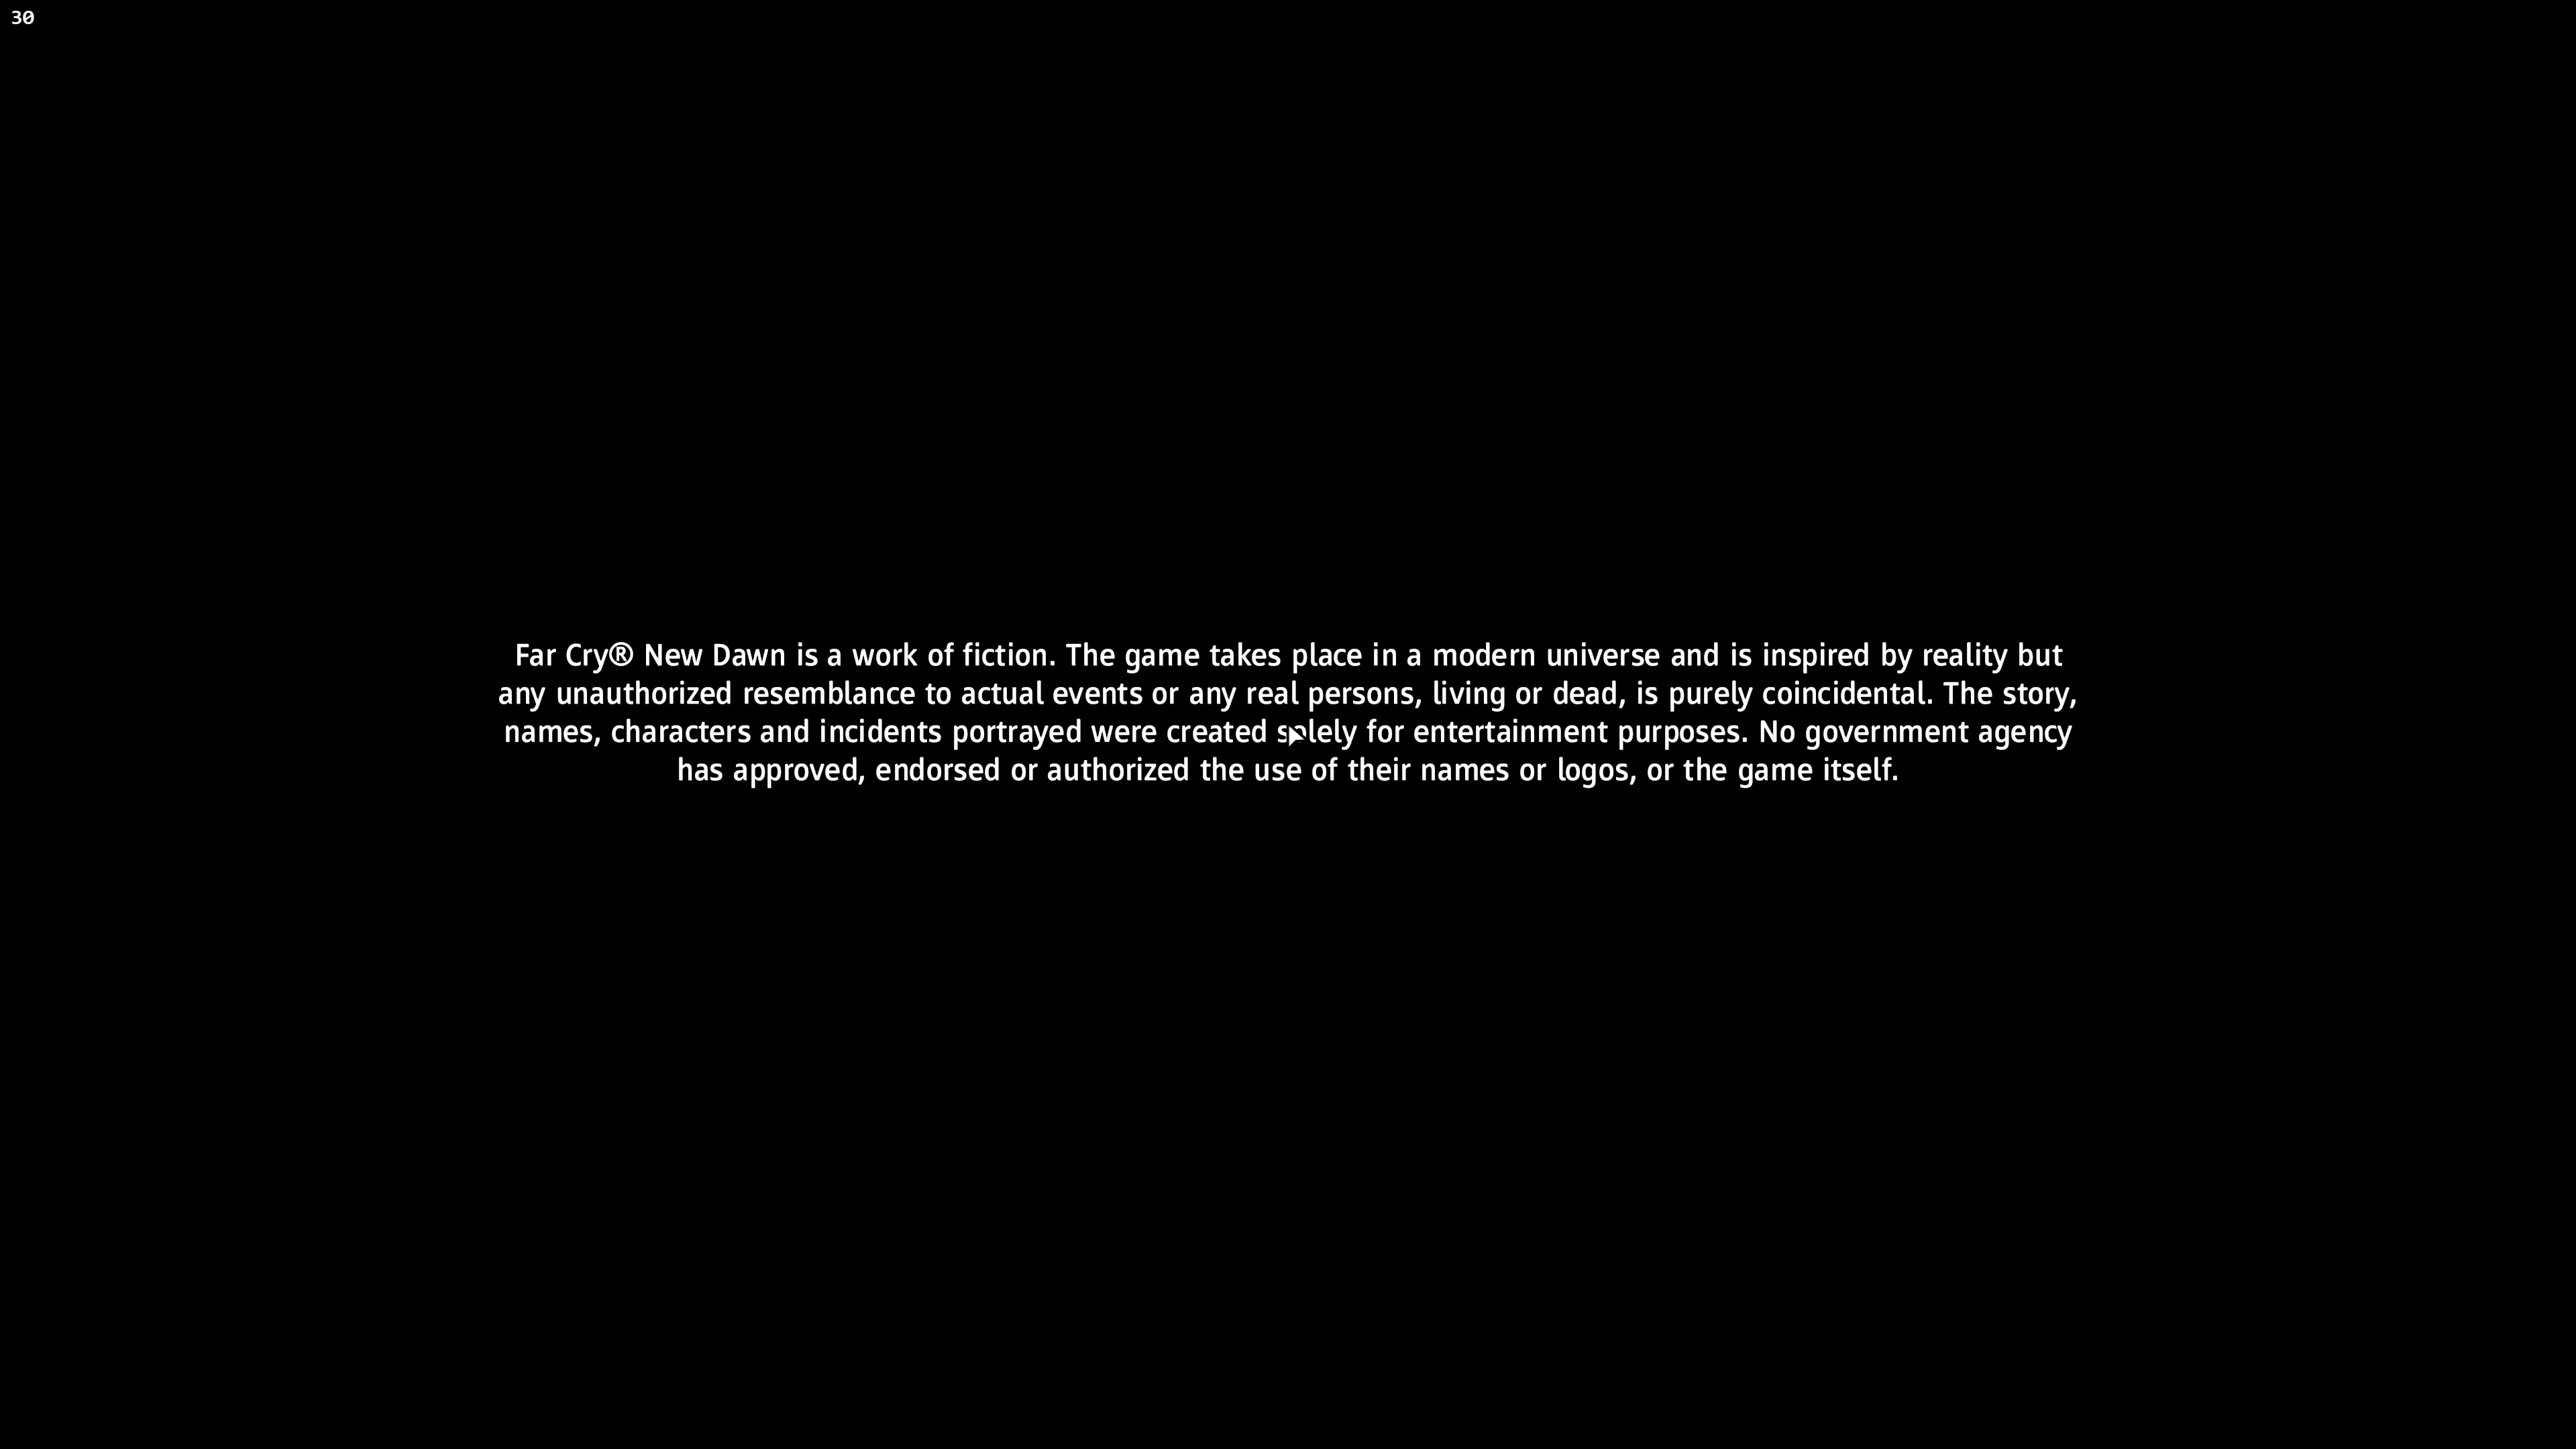 30
Far Cry® New Dawn is a work of fiction. The game takes place in a modern universe and is inspired by reality but
any unauthorized resemblance to actual events or any real persons, living or dead, is purely coincidental. The story,
names, characters and incidents portrayed were created solely for entertainment purposes. No government agency
has approved, endorsed or authorized the use of their names or logos, or the game itself.